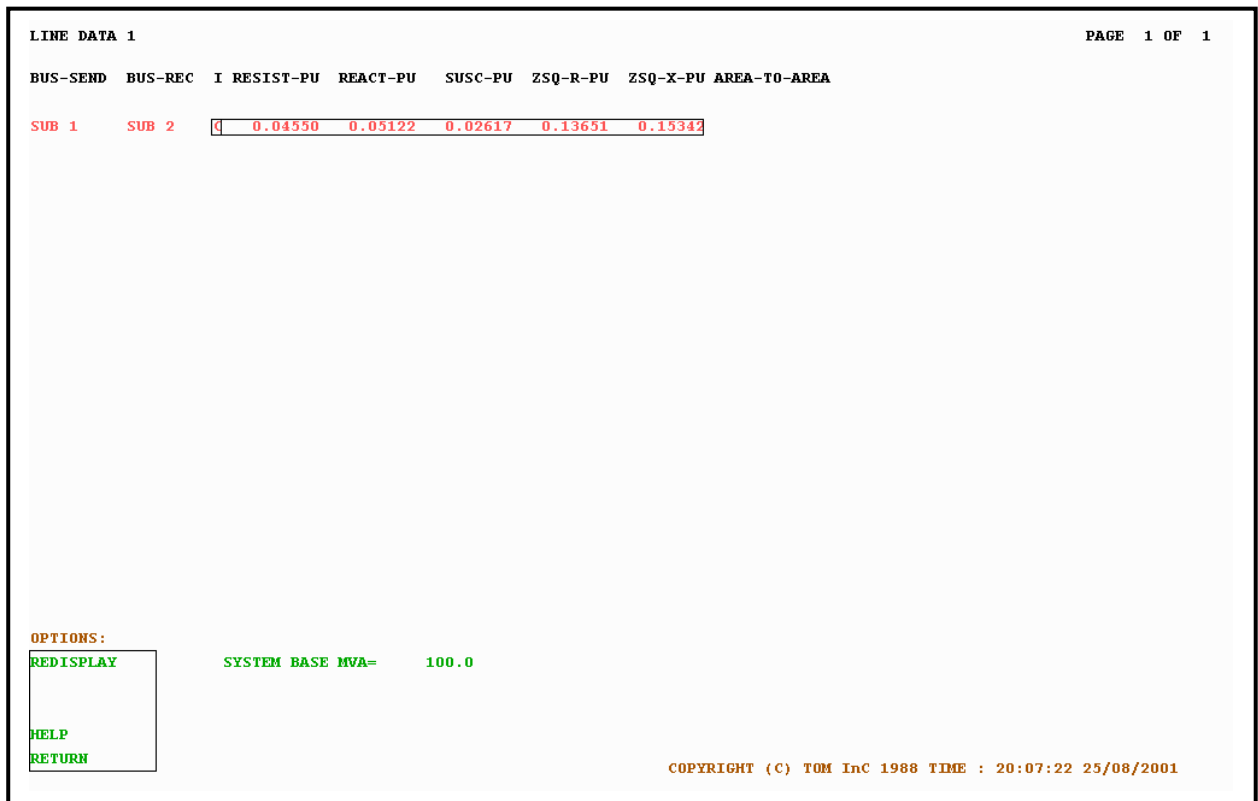 LINE DATA 1 PAGE 1 OF 1
BUS-SEND BUS-REC I RESIST-PU REACT-PU SUSC-PU ZSQ-R-PU ZSQ-X-PU AREA-TO-AREA
SUB 1 SUB 2 C 0.04550 0.05122 0.02617 0.13651 0.15342
OPTIONS:
REDISPLAY SYSTEM BASE MVA= 100.0
HELP
RETURN
COPYRIGHT (C) TOM InC 1988 TIME : 20:07:22 25/08/2001